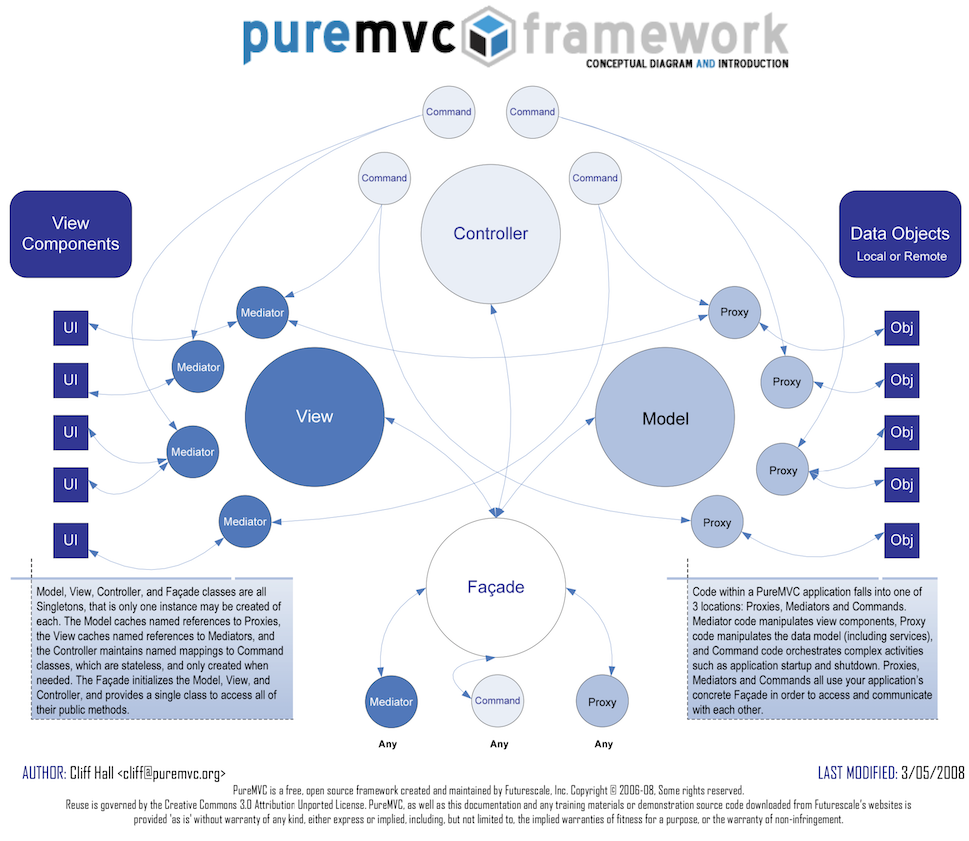 puremvc framework
CONCEPTUAL DIAGRAM AND INTRODUCTION
Command
Command
Command
Command
Controller
View
Components
Data Objects
Local or Remote
Mediator
Proxy
UI
Obj
Mediator
Proxy
UI
Obj
View
Model
UI
Obj
Mediator
Proxy
UI
Obj
Mediator
Proxy
UI
Obj
Façade
Model, View, Controller, and Façade classes are all
Singletons, that is only one instance may be created of
each. The Model caches named references to Proxies,
the View caches named references to Mediators, and
the Controller maintains named mappings to Command
classes, which are stateless, and only created when
needed. The Façade initializes the Model, View, and
Controller, and provides a single class to access all of
their public methods.
Code within a PureMVC application falls into one of
3 locations: Proxies, Mediators and Commands.
Mediator code manipulates view components, Proxy
code manipulates the data model (including services),
and Command code orchestrates complex activities
such as application startup and shutdown. Proxies,
Mediators and Commands all use your application's
concrete Façade in order to access and communicate
with each other.
Mediator
Command
Proxy
Any
Any
Any
AUTHOR: Cliff Hall <cliff@puremvc.org>
LAST MODIFIED: 3/05/2008
PureMVC is a free, open source framework created and maintained by Futurescale, Inc. Copyright © 2006-08, Some rights reserved.
Reuse is governed by the Creative Commons 3.0 Attribution Unported License. PureMVC, as well as this documentation and any training materials or demonstration source code downloaded from Futurescale's websites is
provided 'as is' without warranty of any kind, either express or implied, including, but not limited to, the implied warranties of fitness for a purpose, or the warranty of non-infringement.